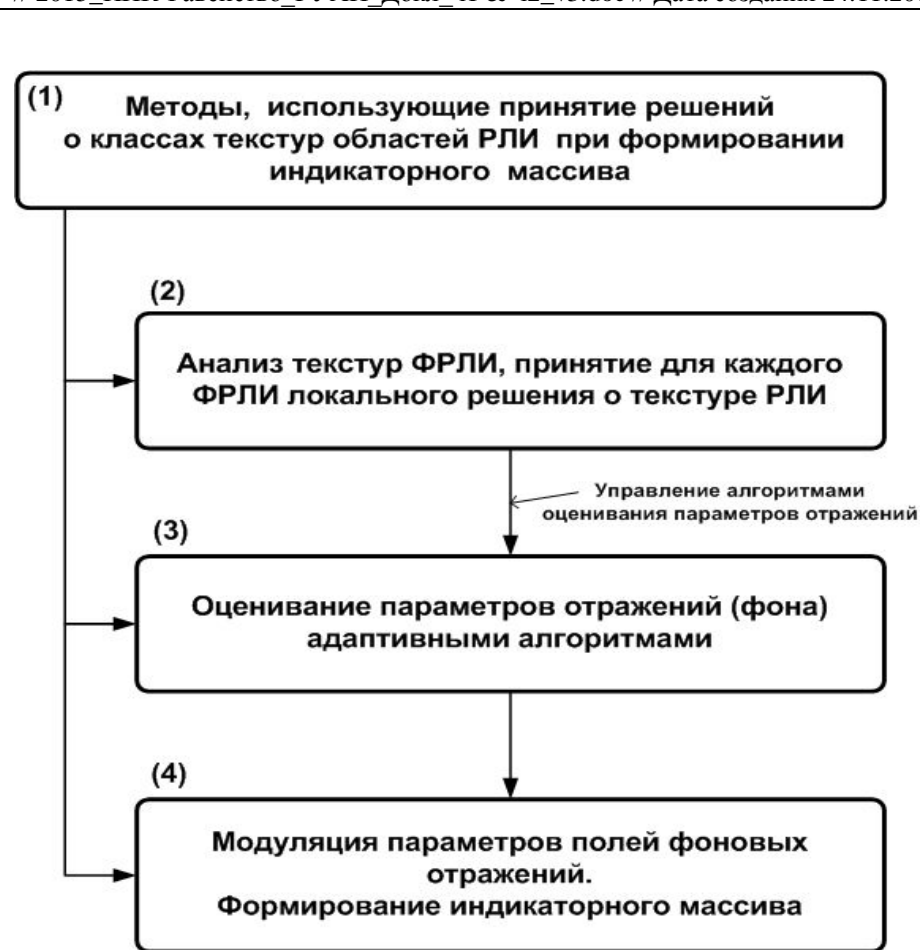 (1)
Методы, использующие принятие решений
о классах текстур областей РЛИ при формировании
индикаторного массива
(2)
Анализ текстур ФРЛИ, принятие для каждого
ФРЛИ локального решения о текстуре РЛИ
Управление алгоритмами
оценивания параметров отражений
(3)
Оценивание параметров отражений (фона)
адаптивными алгоритмами
(4)
Модуляция параметров полей фоновых
отражений.
Формирование индикаторного массива